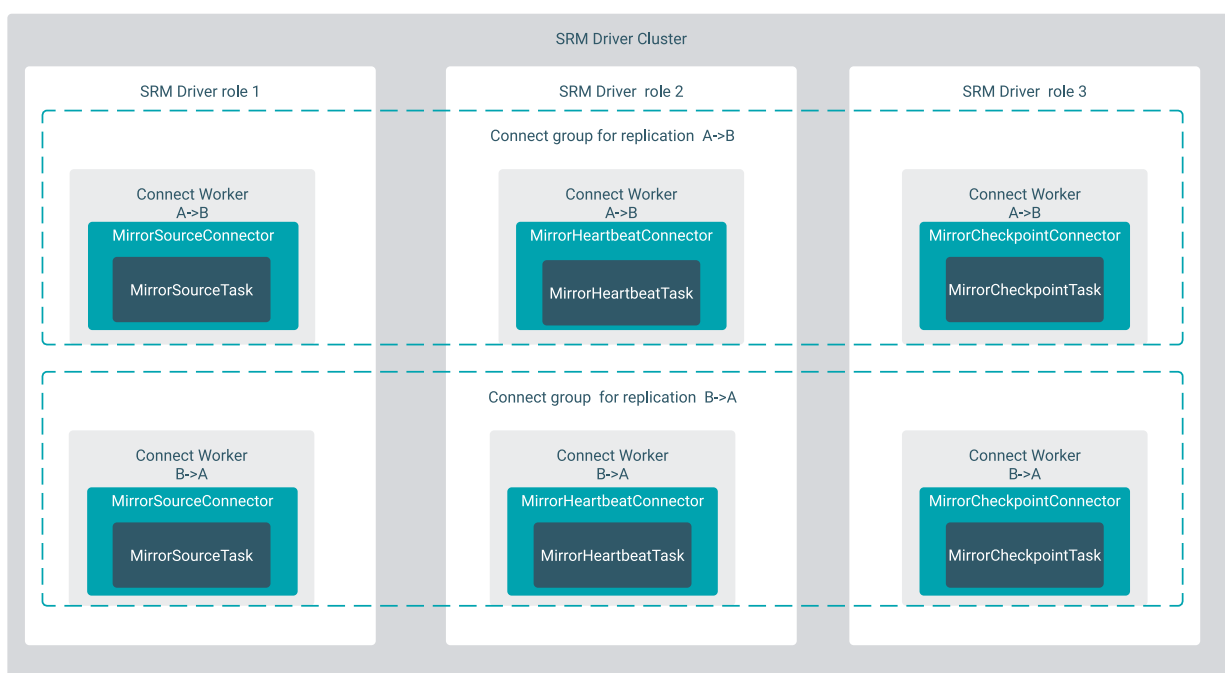 SRM Driver Cluster
SRM Driver role 1
SRM Driver role 2
SRM Driver role 3
Connect group for replication A->B
Connect Worker
A->B
MirrorSourceConnector
MirrorSourceTask
Connect Worker
A->B
MirrorHeartbeatConnector
MirrorHeartbeatTask
Connect Worker
A->B
MirrorCheckpointConnector
MirrorCheckpointTask
Connect group for replication B->A
Connect Worker
B->A
MirrorSourceConnector
MirrorSourceTask
Connect Worker
B->A
MirrorHeartbeatConnector
MirrorHeartbeatTask
Connect Worker
B->A
MirrorCheckpointConnector
MirrorCheckpointTask